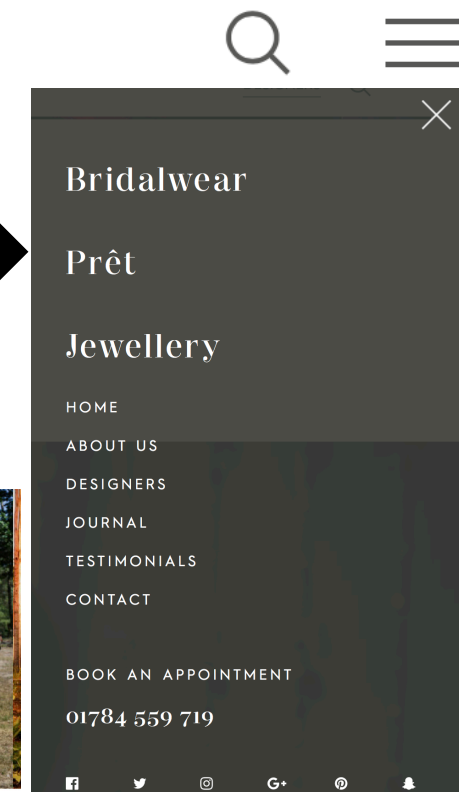 Bridalwear
Prêt
Jewellery
HOME
ABOUT US
DESIGNERS
JOURNAL
TESTIMONIALS
CONTACT
BOOK AN APPOINTMENT
01784 559 719
G+